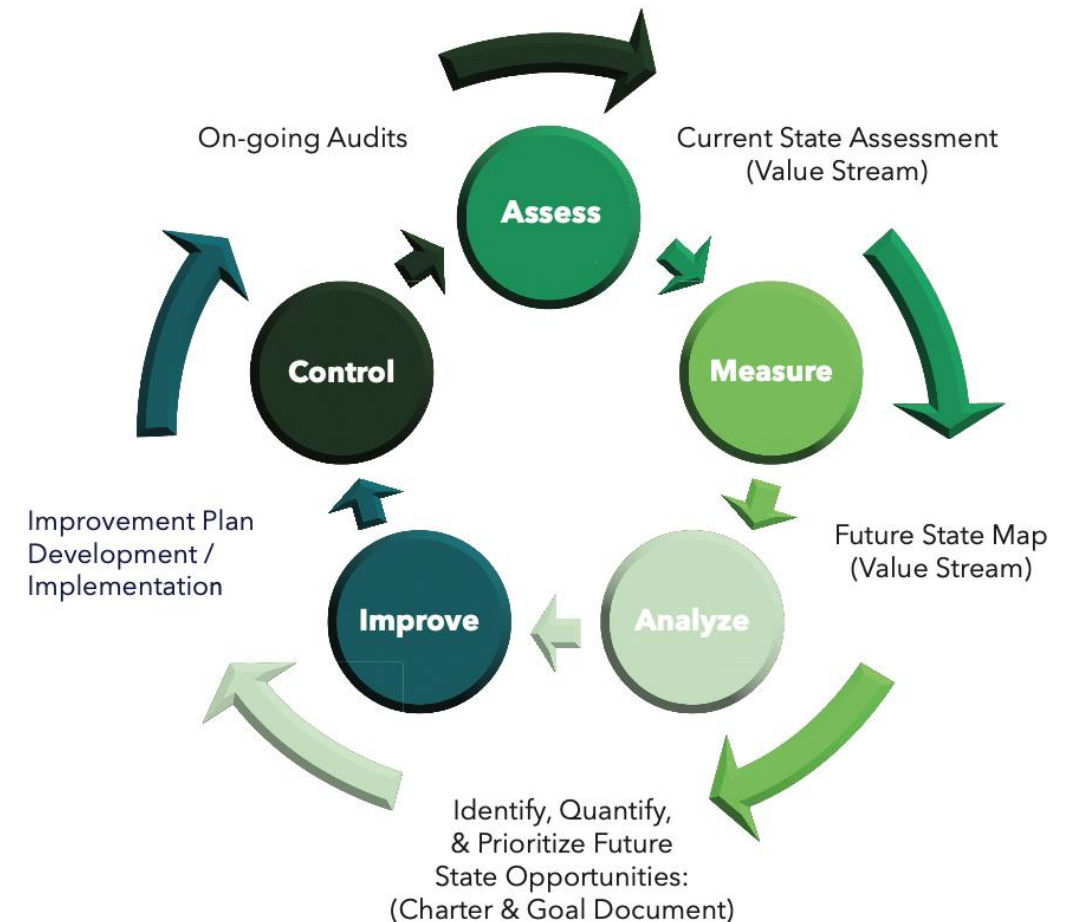 On-going Audits
Current State Assessment
(Value Stream)
Assess
Control
Measure
Improvement Plan
Development /
Implementation
Future State Map
(Value Stream)
Improve
Analyze
Identify, Quantify,
& Prioritize Future
State Opportunities:
(Charter & Goal Document)